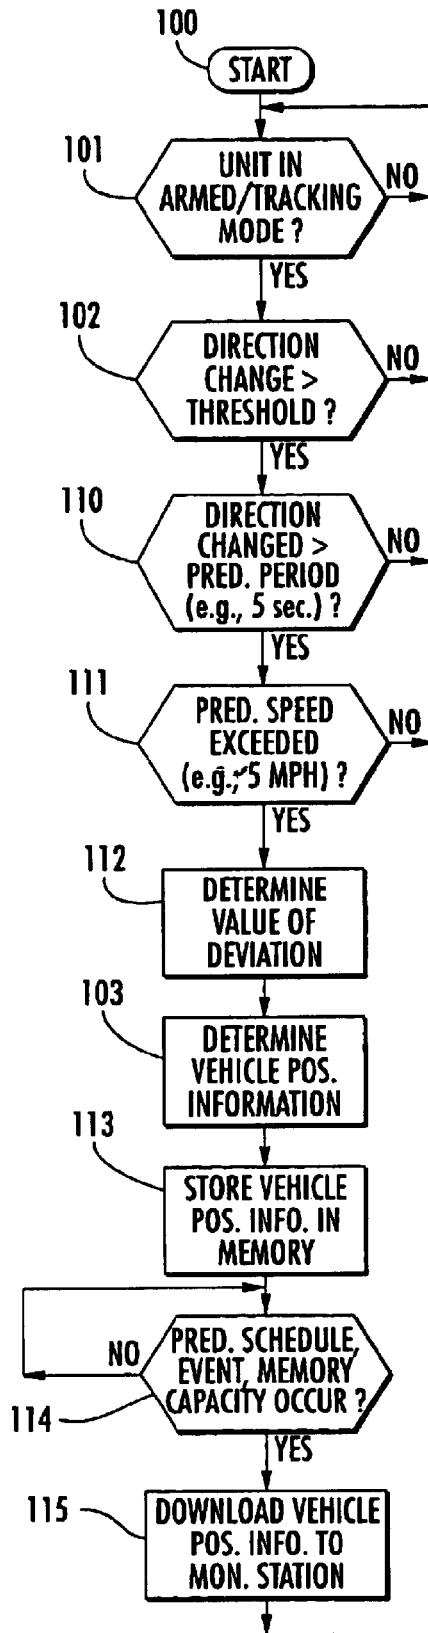 100
START
101
UNIT IN
ARMED/TRACKING
MODE ?
NO
YES
102
DIRECTION
CHANGE >
THRESHOLD ?
NO
YES
110
DIRECTION
CHANGED >
PRED. PERIOD
(e.g., 5 sec.) ?
NO
YES
111
PRED. SPEED
EXCEEDED
(e.g., 5 MPH) ?
NO
YES
112
DETERMINE
VALUE OF
DEVIATION
103
DETERMINE
VEHICLE POS.
INFORMATION
113
STORE VEHICLE
POS. INFO. IN
MEMORY
PRED. SCHEDULE,
EVENT, MEMORY
CAPACITY OCCUR ?
NO
114
YES
115
DOWNLOAD VEHICLE
POS. INFO. TO
MON. STATION